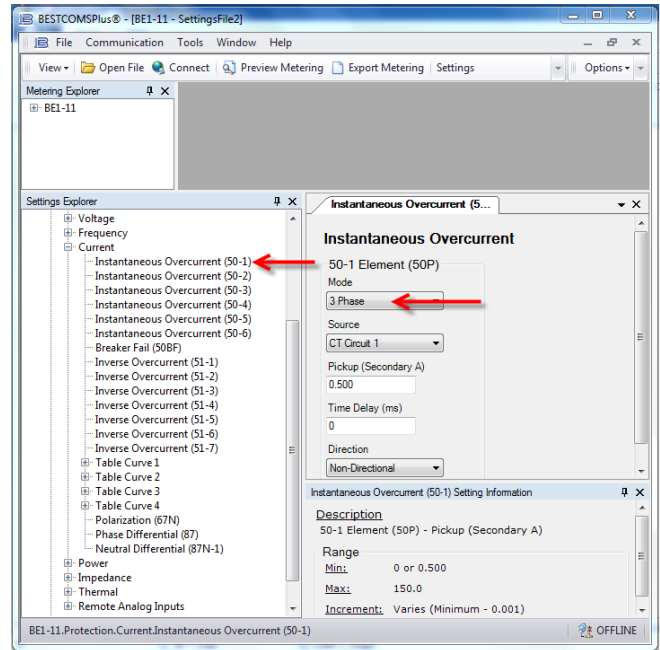 BESTCOMSPlus® - [BE1-11 - SettingsFile2]
File Communication Tools Window Help
View Open File Connect Preview Metering Export Metering Settings Options
Metering Explorer
BE1-11
Settings Explorer
Voltage
Frequency
Current
Instantaneous Overcurrent (50-1)
Instantaneous Overcurrent (50-2)
Instantaneous Overcurrent (50-3)
Instantaneous Overcurrent (50-4)
Instantaneous Overcurrent (50-5)
Instantaneous Overcurrent (50-6)
Breaker Fail (50BF)
Inverse Overcurrent (51-1)
Inverse Overcurrent (51-2)
Inverse Overcurrent (51-3)
Inverse Overcurrent (51-4)
Inverse Overcurrent (51-5)
Inverse Overcurrent (51-6)
Inverse Overcurrent (51-7)
Table Curve 1
Table Curve 2
Table Curve 3
Table Curve 4
Polarization (67N)
Phase Differential (87)
Neutral Differential (87N-1)
Power
Impedance
Thermal
Remote Analog Inputs
Instantaneous Overcurrent (5...
Instantaneous Overcurrent
50-1 Element (50P)
Mode
3 Phase
Source
CT Circuit 1
Pickup (Secondary A)
0.500
Time Delay (ms)
0
Direction
Non-Directional
Instantaneous Overcurrent (50-1) Setting Information
Description
50-1 Element (50P) - Pickup (Secondary A)
Range
Min: 0 or 0.500
Max: 150.0
Increment: Varies (Minimum - 0.001)
BE1-11.Protection.Current.Instantaneous Overcurrent (50-1)
OFFLINE